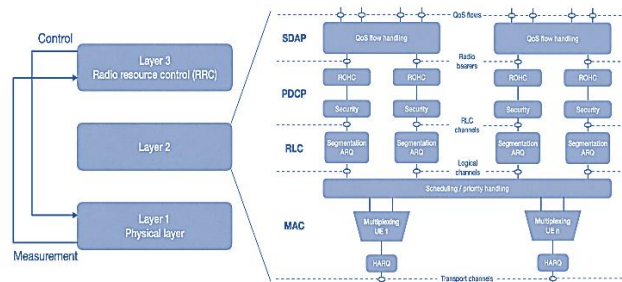 Control
Layer 3
Radio resource control (RRC)
Layer 2
Layer 1
Physical layer
Measurement
QoS flows
SDAP
QoS flow handling
QoS flow handling
Radio
bearers
PDCP
ROHC
ROHC
ROHC
ROHC
Security
Security
Security
Security
RLC
channels
RLC
Segmentation
ARQ
Segmentation
ARQ
Segmentation
ARQ
Segmentation
ARQ
Logical
channels
Scheduling / priority handling
MAC
Multiplexing
UE 1
Multiplexing
UE n
HARQ
HARQ
Transport channels